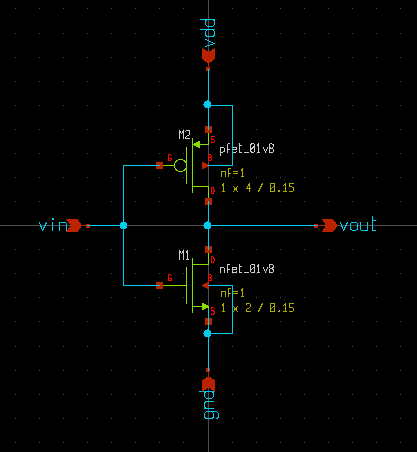 vdd
M2
S
pfet_01v8
G
B
nf=1
1 x 4 / 0.15
D
vin
vout
M1
D
nfet_01v8
G
B
nf=1
1 x 2 / 0.15
S
gnd